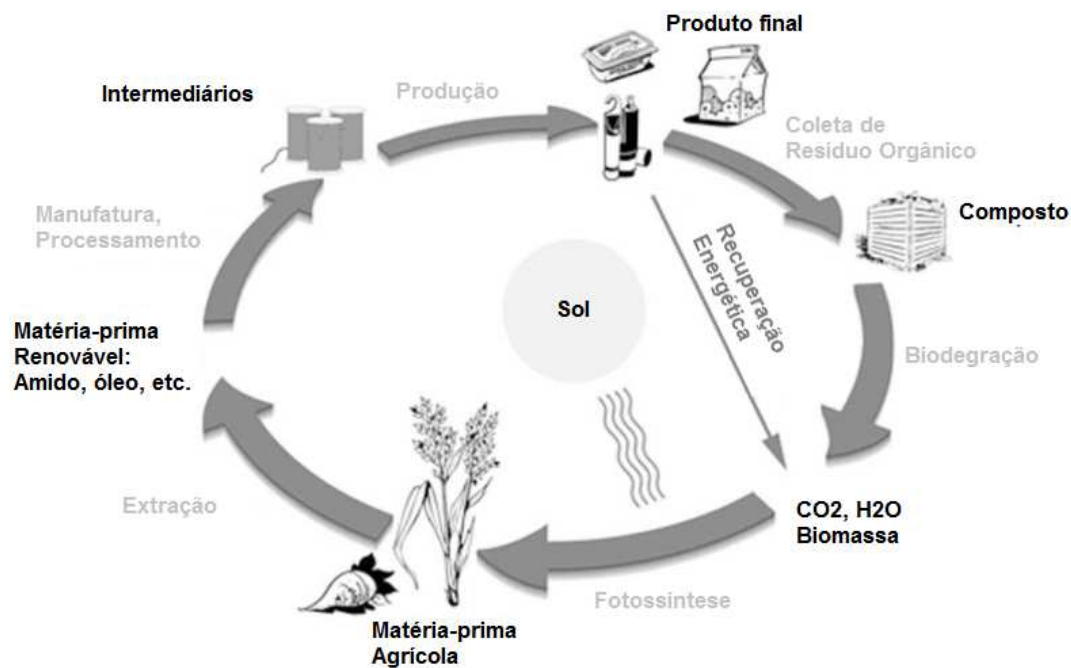 Produto final
Intermediários
Produção
Coleta de
Resíduo Orgânico
Manufatura,
Processamento
Composto
Recuperação
Energética
Sol
Matéria-prima
Renovável:
Amido, óleo, etc.
Biodegração
Extração
CO2, H2O
Biomassa
Fotossíntese
Matéria-prima
Agrícola